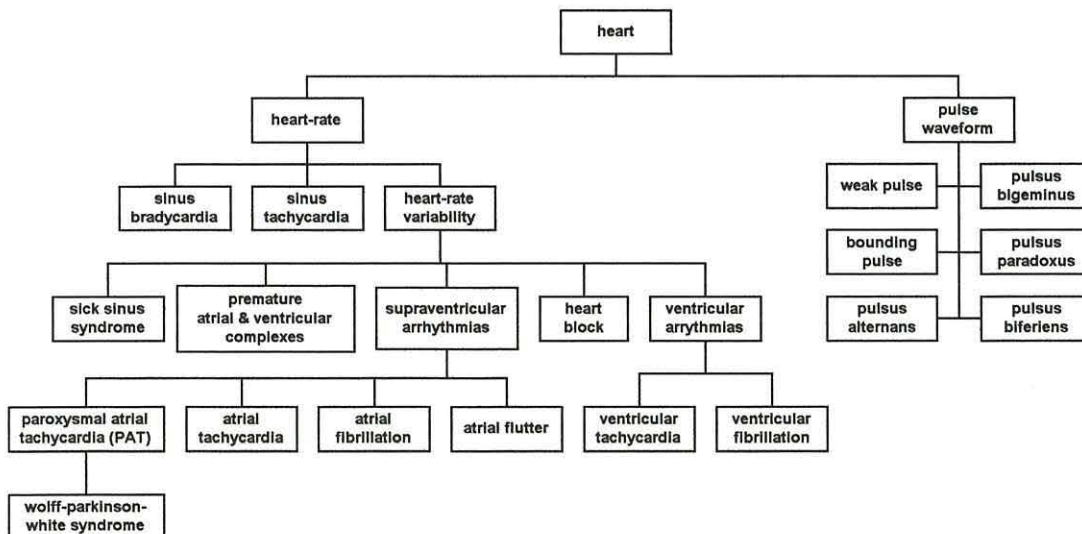 heart
heart-rate
pulse
waveform
sinus
bradycardia
sinus
tachycardia
heart-rate
variability
weak pulse
pulsus
bigeminus
bounding
pulse
pulsus
paradoxus
pulsus
alternans
pulsus
biferiens
sick sinus
syndrome
premature
atrial & ventricular
complexes
supraventricular
arrhythmias
heart
block
ventricular
arrythmias
paroxysmal atrial
tachycardia (PAT)
atrial
tachycardia
atrial
fibrillation
atrial flutter
ventricular
tachycardia
ventricular
fibrillation
wolff-parkinson-
white syndrome